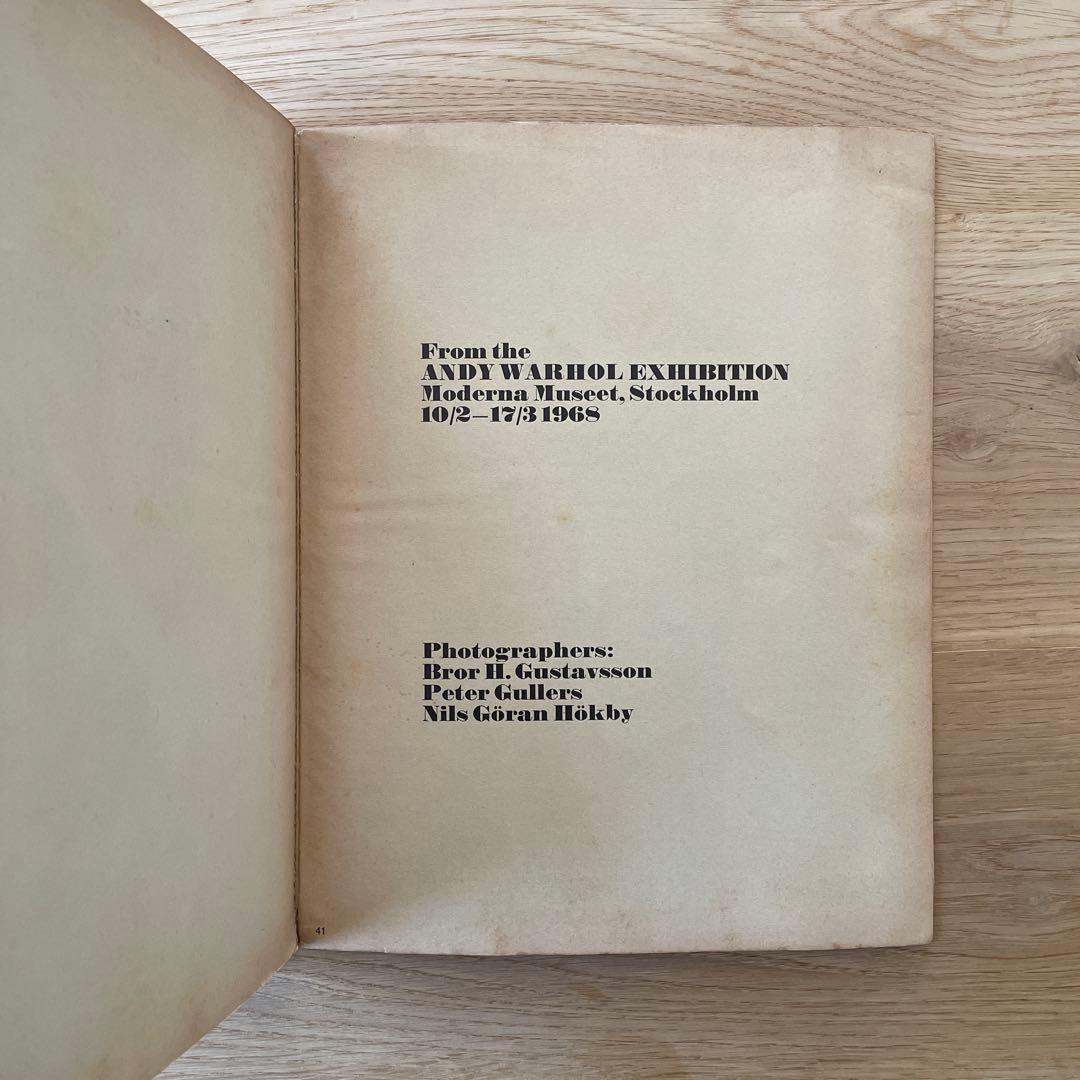 From the
ANDY WARHOL EXHIBITION
Moderna Museet, Stockholm
10/2—17/3 1968
Photographers:
Bror H. Gustavsson
Peter Gullers
Nils Göran Hökby
41